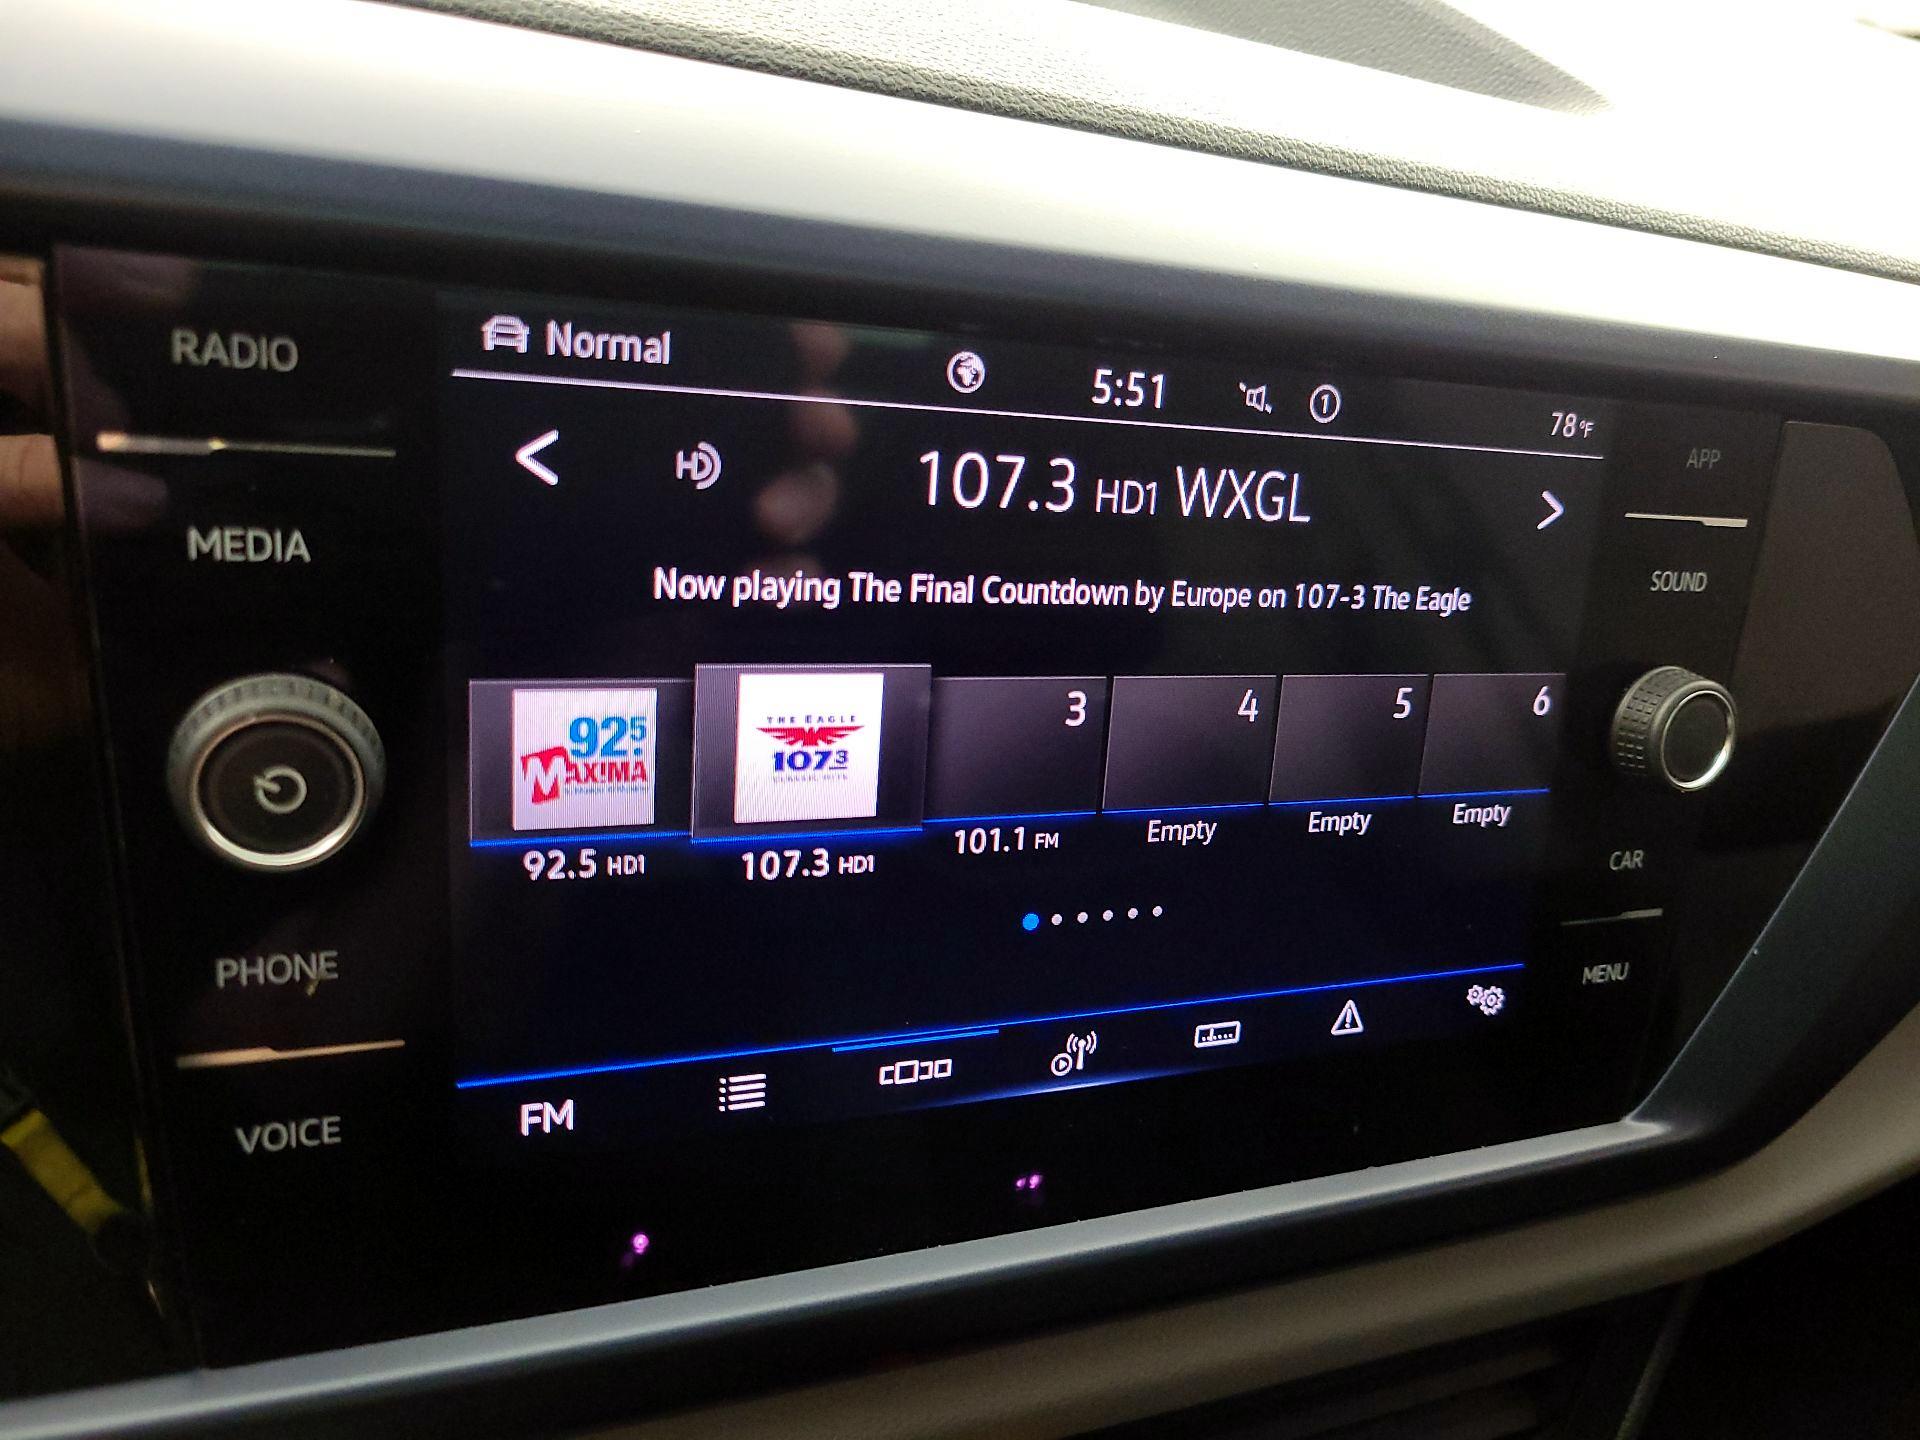 RADIO
MEDIA
PHONE
VOICE
Normal
5:51
1
78°F
HD
107.3 HD1 WXGL
Now playing The Final Countdown by Europe on 107-3 The Eagle
92.5
MAXIMA
THE EAGLE
107.3
3
4
5
6
92.5 HD1
107.3 HD1
101.1 FM
Empty
Empty
Empty
FM
APP
SOUND
CAR
MENU